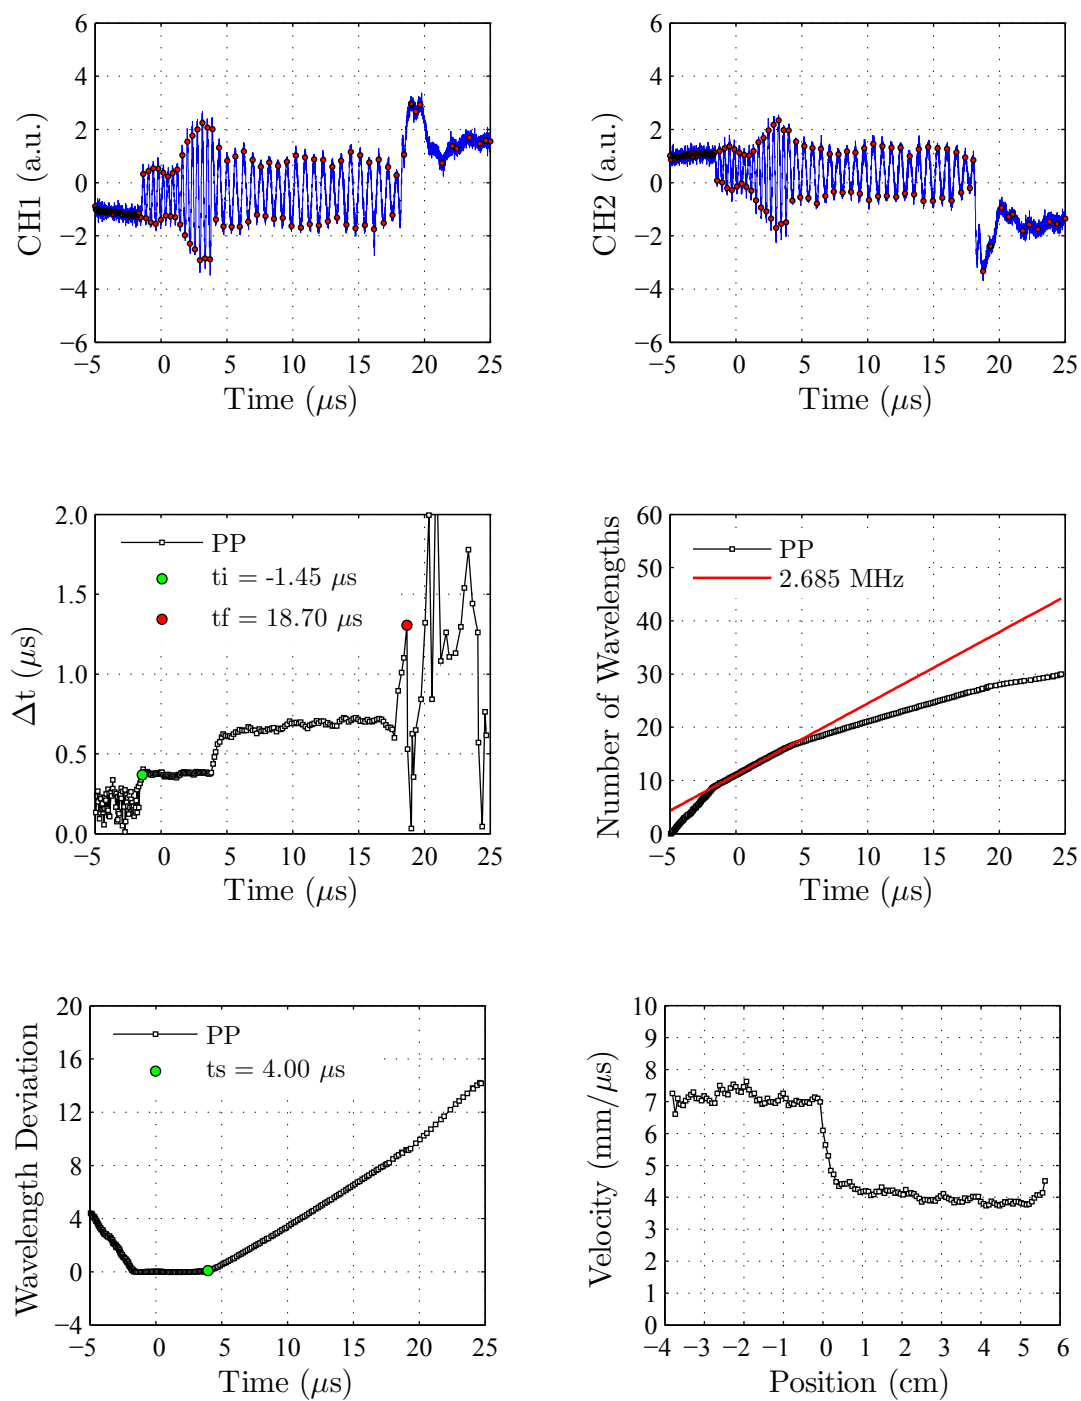 6
4
2
0
−2
−4
−6
−5 0 5 10 15 20 25
CH1 (a.u.)
Time (μs)
6
4
2
0
−2
−4
−6
−5 0 5 10 15 20 25
CH2 (a.u.)
Time (μs)
2.0
1.5
1.0
0.5
0.0
−5 0 5 10 15 20 25
Δt (μs)
Time (μs)
PP
ti = -1.45 μs
tf = 18.70 μs
60
50
40
30
20
10
0
−5 0 5 10 15 20 25
Number of Wavelengths
Time (μs)
PP
2.685 MHz
20
16
12
8
4
0
−4
−5 0 5 10 15 20 25
Wavelength Deviation
Time (μs)
PP
ts = 4.00 μs
10
9
8
7
6
5
4
3
2
1
0
−4 −3 −2 −1 0 1 2 3 4 5 6
Velocity (mm/μs)
Position (cm)